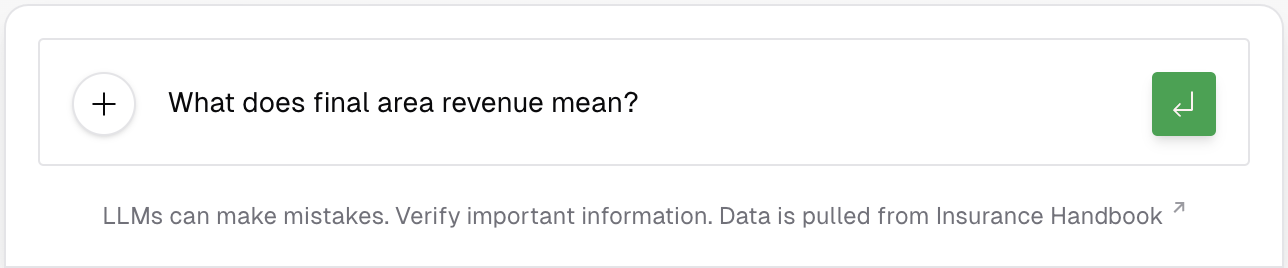 What does final area revenue mean?
LLMs can make mistakes. Verify important information. Data is pulled from Insurance Handbook ↗